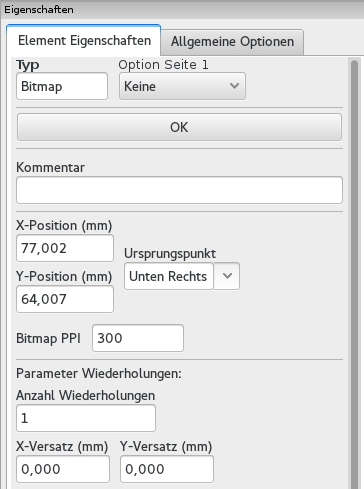 Eigenschaften
Element Eigenschaften Allgemeine Optionen
Typ Option Seite 1
Bitmap Keine
OK
Kommentar
X-Position (mm)
77,002
Ursprungspunkt
Y-Position (mm) Unten Rechts
64,007
Bitmap PPI 300
Parameter Wiederholungen:
Anzahl Wiederholungen
1
X-Versatz (mm) Y-Versatz (mm)
0,000 0,000